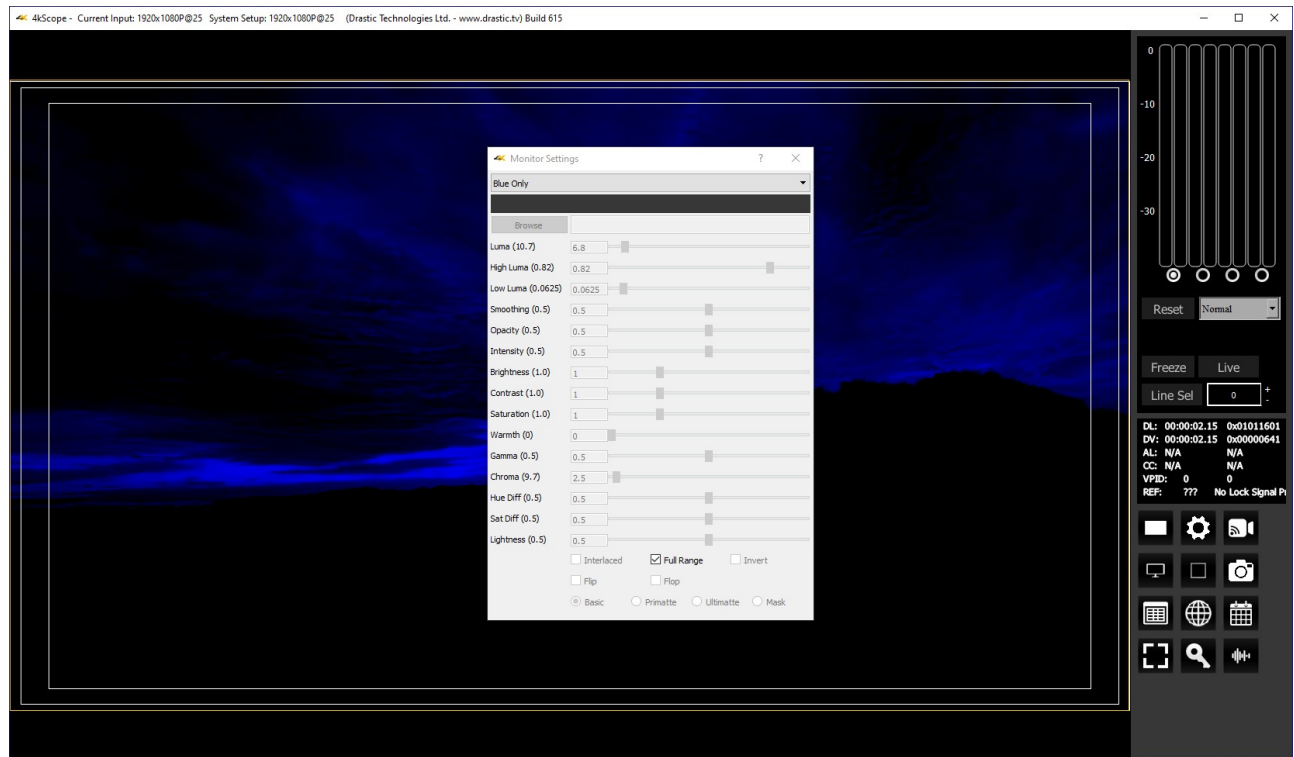 4kScope - Current Input: 1920x1080P@25 System Setup: 1920x1080P@25 (Drastic Technologies Ltd. - www.drastic.tv) Build 615
Monitor Settings ?
Blue Only
Browse
Luma (10.7) 6.8
High Luma (0.82) 0.82
Low Luma (0.0625) 0.0625
Smoothing (0.5) 0.5
Opacity (0.5) 0.5
Intensity (0.5) 0.5
Brightness (1.0) 1
Contrast (1.0) 1
Saturation (1.0) 1
Warmth (0) 0
Gamma (0.5) 0.5
Chroma (9.7) 2.5
Hue Diff (0.5) 0.5
Sat Diff (0.5) 0.5
Lightness (0.5) 0.5
Interlaced Full Range Invert
Flip Flop
Basic Primatte Ultimatte Mask
0
-10
-20
-30
Reset Normal
Freeze Live
Line Sel 0 + -
DL: 00:00:02.15 0x01011601
DV: 00:00:02.15 0x00000641
AL: N/A N/A
CC: N/A N/A
VPID: 0 0
REF: ??? No Lock Signal Pr